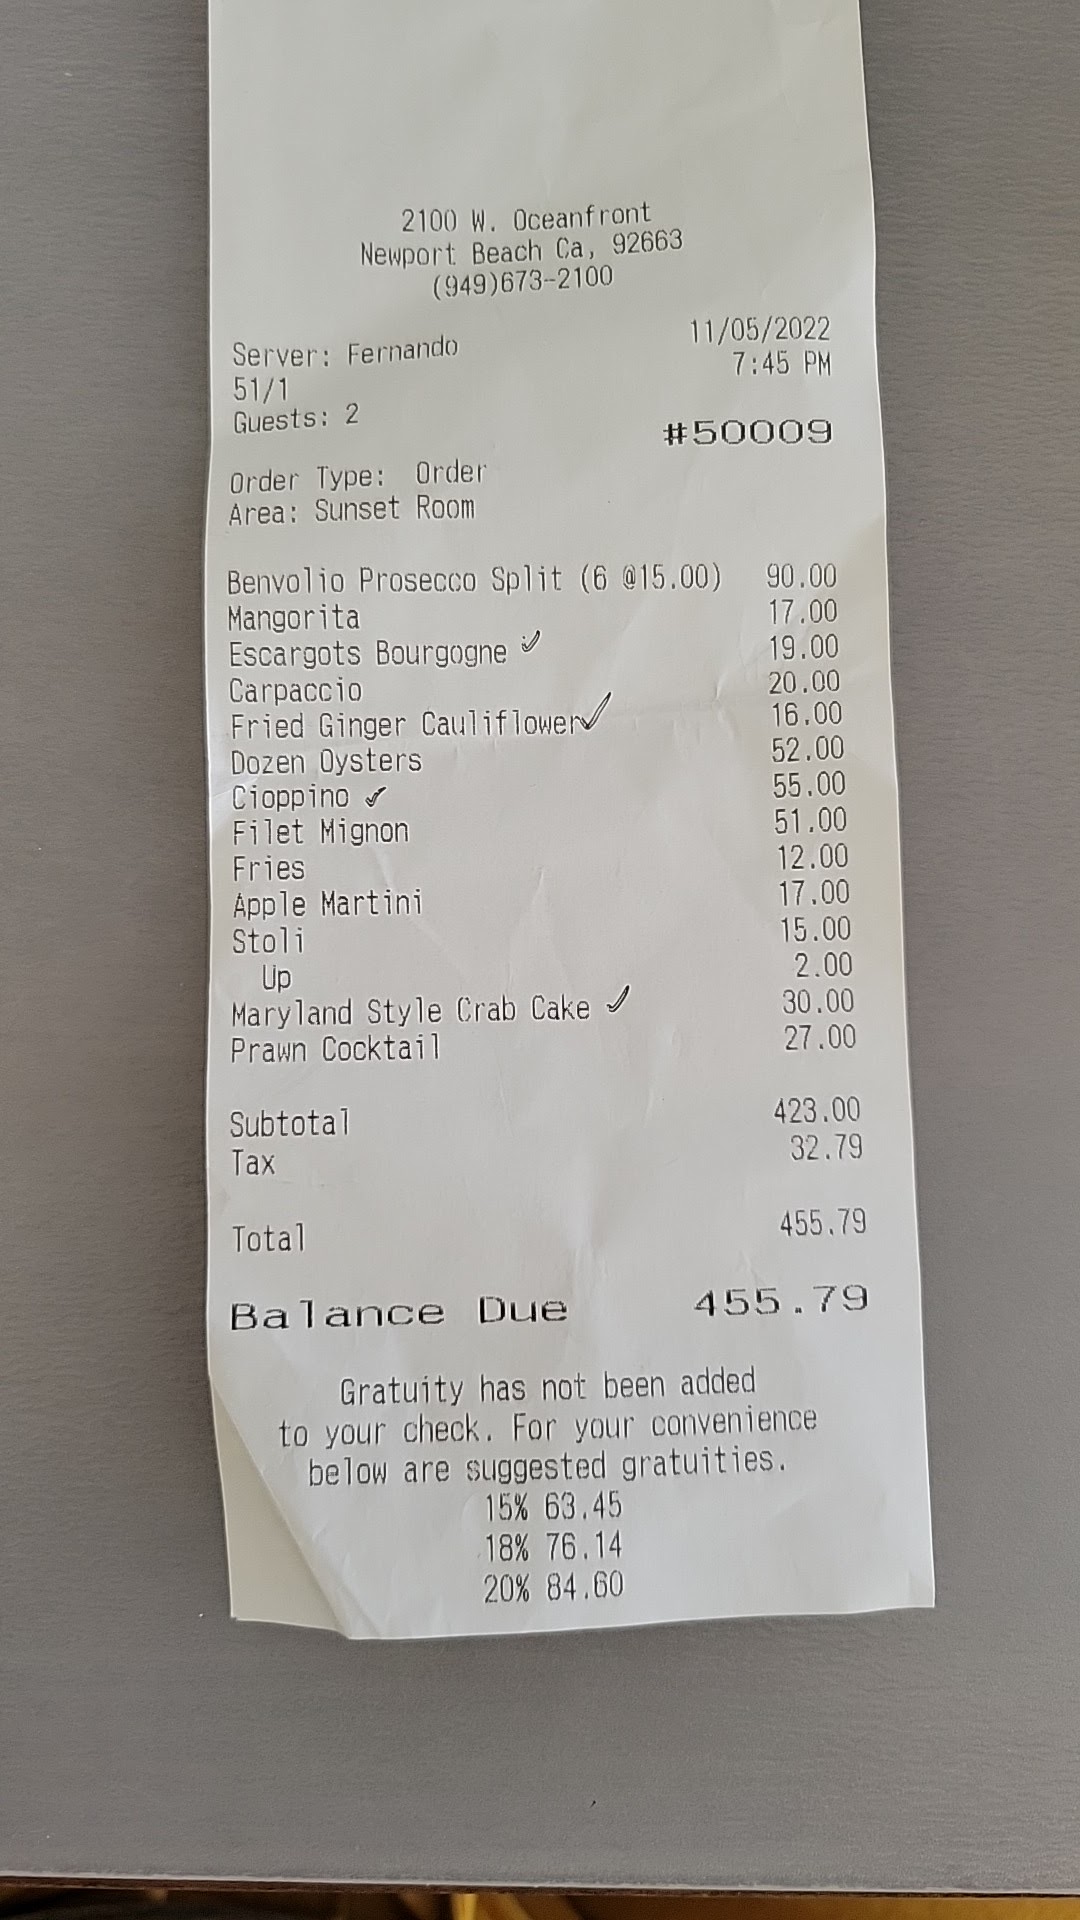 2100 W. Oceanfront
Newport Beach Ca, 92663
(949)673-2100
Server: Fernando 11/05/2022
51/1 7:45 PM
Guests: 2
#50009
Order Type: Order
Area: Sunset Room
Benvolio Prosecco Split (6 @15.00) 90.00
Mangorita 17.00
Escargots Bourgogne ✓ 19.00
Carpaccio 20.00
Fried Ginger Cauliflower ✓ 16.00
Dozen Oysters 52.00
Cioppino ✓ 55.00
Filet Mignon 51.00
Fries 12.00
Apple Martini 17.00
Stoli 15.00
Up 2.00
Maryland Style Crab Cake ✓ 30.00
Prawn Cocktail 27.00
Subtotal 423.00
Tax 32.79
Total 455.79
Balance Due 455.79
Gratuity has not been added
to your check. For your convenience
below are suggested gratuities.
15% 63.45
18% 76.14
20% 84.60